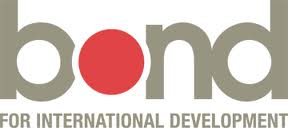 bond
FOR INTERNATIONAL DEVELOPMENT